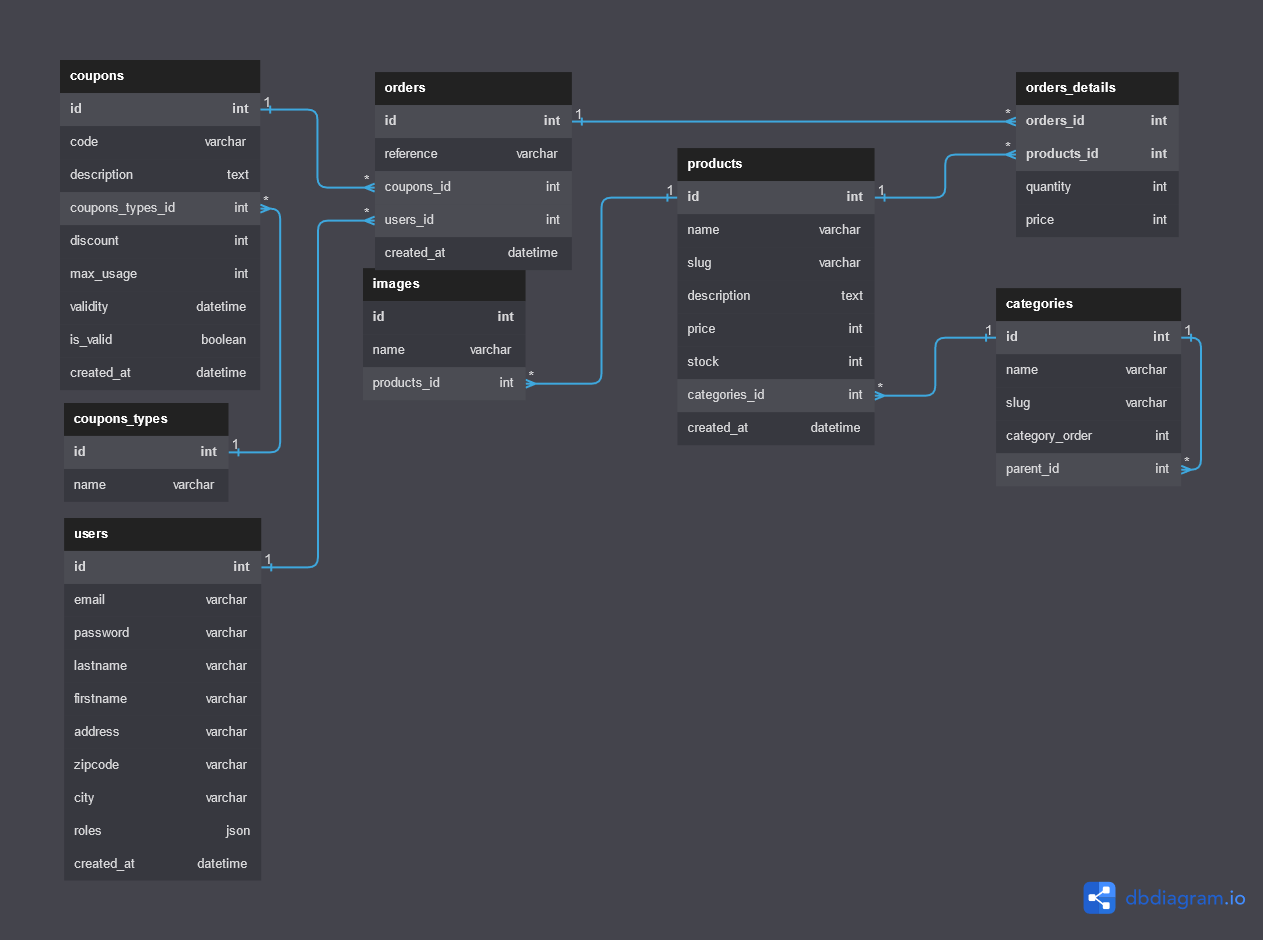 coupons
id int
code varchar
description text
coupons_types_id int
discount int
max_usage int
validity datetime
is_valid boolean
created_at datetime
1
*
coupons_types
id int
name varchar
1
users
id int
email varchar
password varchar
lastname varchar
firstname varchar
address varchar
zipcode varchar
city varchar
roles json
created_at datetime
1
orders
id int
reference varchar
coupons_id int
users_id int
created_at datetime
1
*
*
images
id int
name varchar
products_id int
*
products
id int
name varchar
slug varchar
description text
price int
stock int
categories_id int
created_at datetime
1
1
*
orders_details
orders_id int
products_id int
quantity int
price int
*
*
categories
id int
name varchar
slug varchar
category_order int
parent_id int
1
1
*
dbdiagram.io